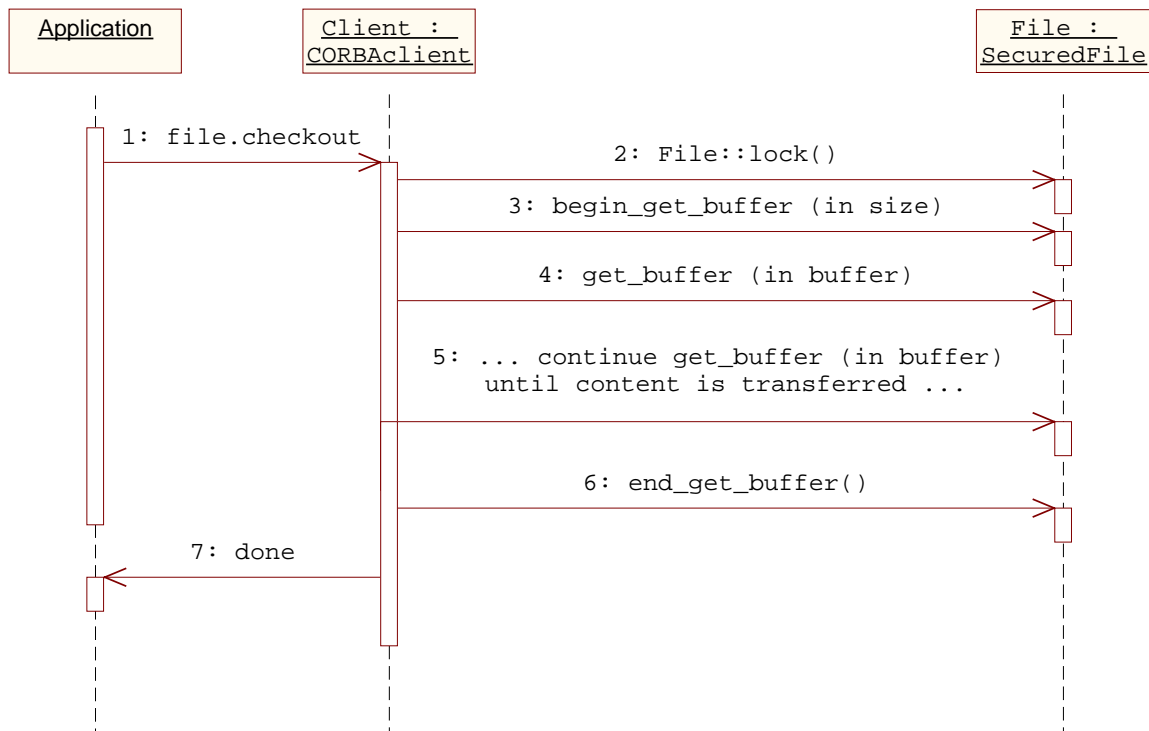 Application
Client :
CORBAclient
File :
SecuredFile
1: file.checkout
2: File::lock()
3: begin_get_buffer (in size)
4: get_buffer (in buffer)
5: ... continue get_buffer (in buffer)
until content is transferred ...
6: end_get_buffer()
7: done